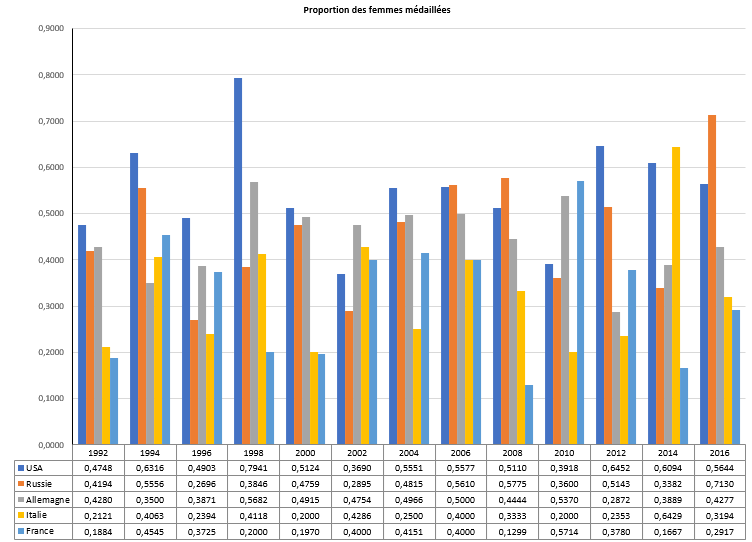 Proportion des femmes médaillées
0,9000
0,8000
0,7000
0,6000
0,5000
0,4000
0,3000
0,2000
0,1000
0,0000
1992 1994 1996 1998 2000 2002 2004 2006 2008 2010 2012 2014 2016
USA 0,4748 0,6316 0,4903 0,7941 0,5124 0,3690 0,5551 0,5577 0,5110 0,3918 0,6452 0,6094 0,5644
Russie 0,4194 0,5556 0,2696 0,3846 0,4759 0,2895 0,4815 0,5610 0,5775 0,3600 0,5143 0,3382 0,7130
Allemagne 0,4280 0,3500 0,3871 0,5682 0,4915 0,4754 0,4966 0,5000 0,4444 0,5370 0,2872 0,3889 0,4277
Italie 0,2121 0,4063 0,2394 0,4118 0,2000 0,4286 0,2500 0,4000 0,3333 0,2000 0,2353 0,6429 0,3194
France 0,1884 0,4545 0,3725 0,2000 0,1970 0,4000 0,4151 0,4000 0,1299 0,5714 0,3780 0,1667 0,2917